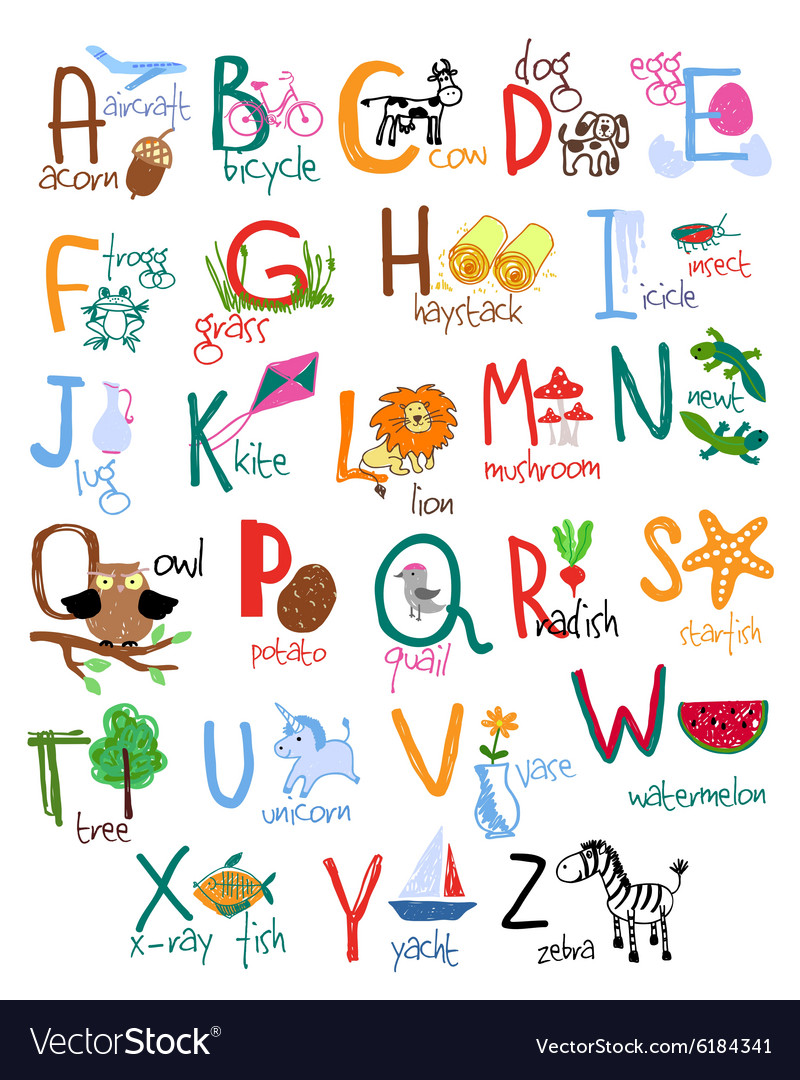 A aircraft acorn
B bicycle
C cow
D dog
E egg
F frogg
G grass
H haystack
I icicle insect
J lug
K kite
L lion
M mushroom
N newt
O owl
P potato
Q quail
R radish
S starfish
T tree
U unicorn
V vase
W watermelon
X x-ray fish
Y yacht
Z zebra
VectorStock®
VectorStock.com/6184341